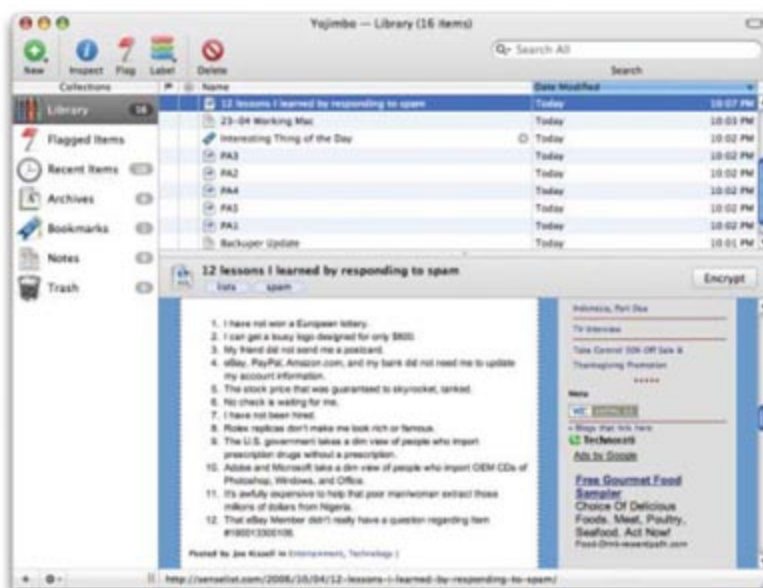 Yojimbo — Library (16 items)
New Inspect Flag Label Delete
Search All
Search
Collections
Name Date Modified
Library 16
12 lessons I learned by responding to spam Today 10:07 PM
23-04 Working Mac Today 10:03 PM
Flagged Items
Interesting Thing of the Day Today 10:02 PM
PA3 Today 10:02 PM
Recent Items
PA2 Today 10:02 PM
PA4 Today 10:02 PM
Archives
PA5 Today 10:02 PM
Bookmarks
PA1 Today 10:02 PM
Notes
Backuper Update Today 10:01 PM
Trash
12 lessons I learned by responding to spam
lists spam
Encrypt
1. I have not won a European lottery.
2. I can get a lousy logo designed for only $800.
3. My friend did not send me a postcard.
4. eBay, PayPal, Amazon.com, and my bank did not need me to update
my account information.
5. The stock price that was guaranteed to skyrocket, tanked.
6. No check is waiting for me.
7. I have not been hired.
8. Rolex replicas don't make me look rich or famous.
9. The U.S. government takes a dim view of people who import
prescription drugs without a prescription.
10. Adobe and Microsoft take a dim view of people who import OEM CDs of
Photoshop, Windows, and Office.
11. It's awfully expensive to help that poor man/woman extract those
millions of dollars from Nigeria.
12. That eBay Member didn't really have a question regarding item
Posted by Joe Kissell in Entertainment, Technology |
Indonesia, Part Due
TV Interview
Take Control 50% Off Sale &
Thanksgiving Promotion
Meta
» Blogs that link here
Technorati
Ads by Google
Free Gourmet Food
Sampler
Choice Of Delicious
Foods. Meat, Poultry,
Seafood. Act Now!
http://senselist.com/2006/10/04/12-lessons-i-learned-by-responding-to-spam/